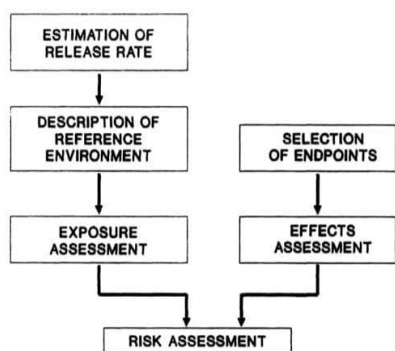 ESTIMATION OF
RELEASE RATE
DESCRIPTION OF
REFERENCE
ENVIRONMENT
SELECTION
OF ENDPOINTS
EXPOSURE
ASSESSMENT
EFFECTS
ASSESSMENT
RISK ASSESSMENT